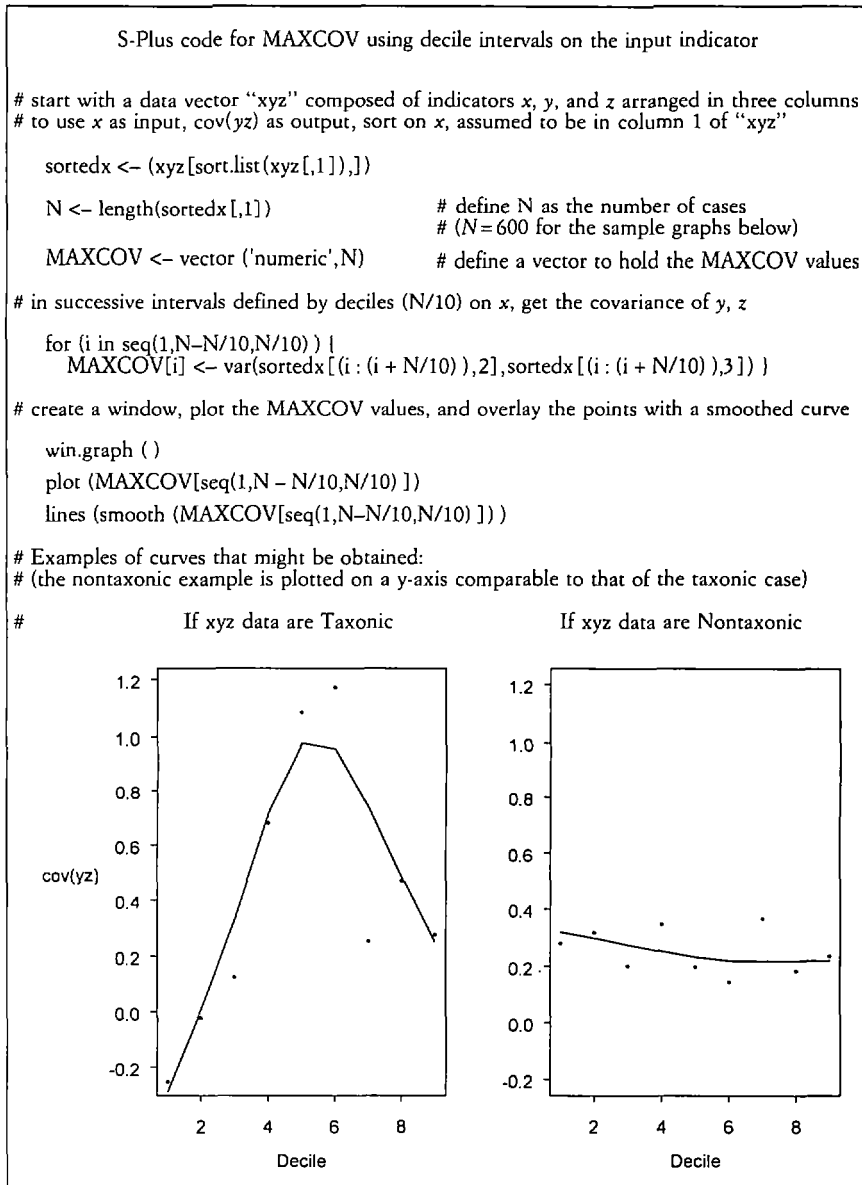 S-Plus code for MAXCOV using decile intervals on the input indicator
# start with a data vector “xyz” composed of indicators x, y, and z arranged in three columns
# to use x as input, cov(yz) as output, sort on x, assumed to be in column 1 of “xyz”
sortedx <– (xyz[sort.list(xyz[,1]),])
N <– length(sortedx[,1]) # define N as the number of cases
# (N=600 for the sample graphs below)
MAXCOV <– vector ('numeric',N) # define a vector to hold the MAXCOV values
# in successive intervals defined by deciles (N/10) on x, get the covariance of y, z
for (i in seq(1,N–N/10,N/10) ) {
MAXCOV[i] <– var(sortedx[(i : (i + N/10) ),2],sortedx[(i : (i + N/10) ),3]) }
# create a window, plot the MAXCOV values, and overlay the points with a smoothed curve
win.graph ( )
plot (MAXCOV[seq(1,N – N/10,N/10) ])
lines (smooth (MAXCOV[seq(1,N–N/10,N/10) ]) )
# Examples of curves that might be obtained:
# (the nontaxonic example is plotted on a y-axis comparable to that of the taxonic case)
# If xyz data are Taxonic If xyz data are Nontaxonic
1.2
1.0
0.8
0.6
cov(yz)
0.4
0.2
0.0
-0.2
2 4 6 8
Decile
1.2
1.0
0.8
0.6
0.4
0.2
0.0
-0.2
2 4 6 8
Decile